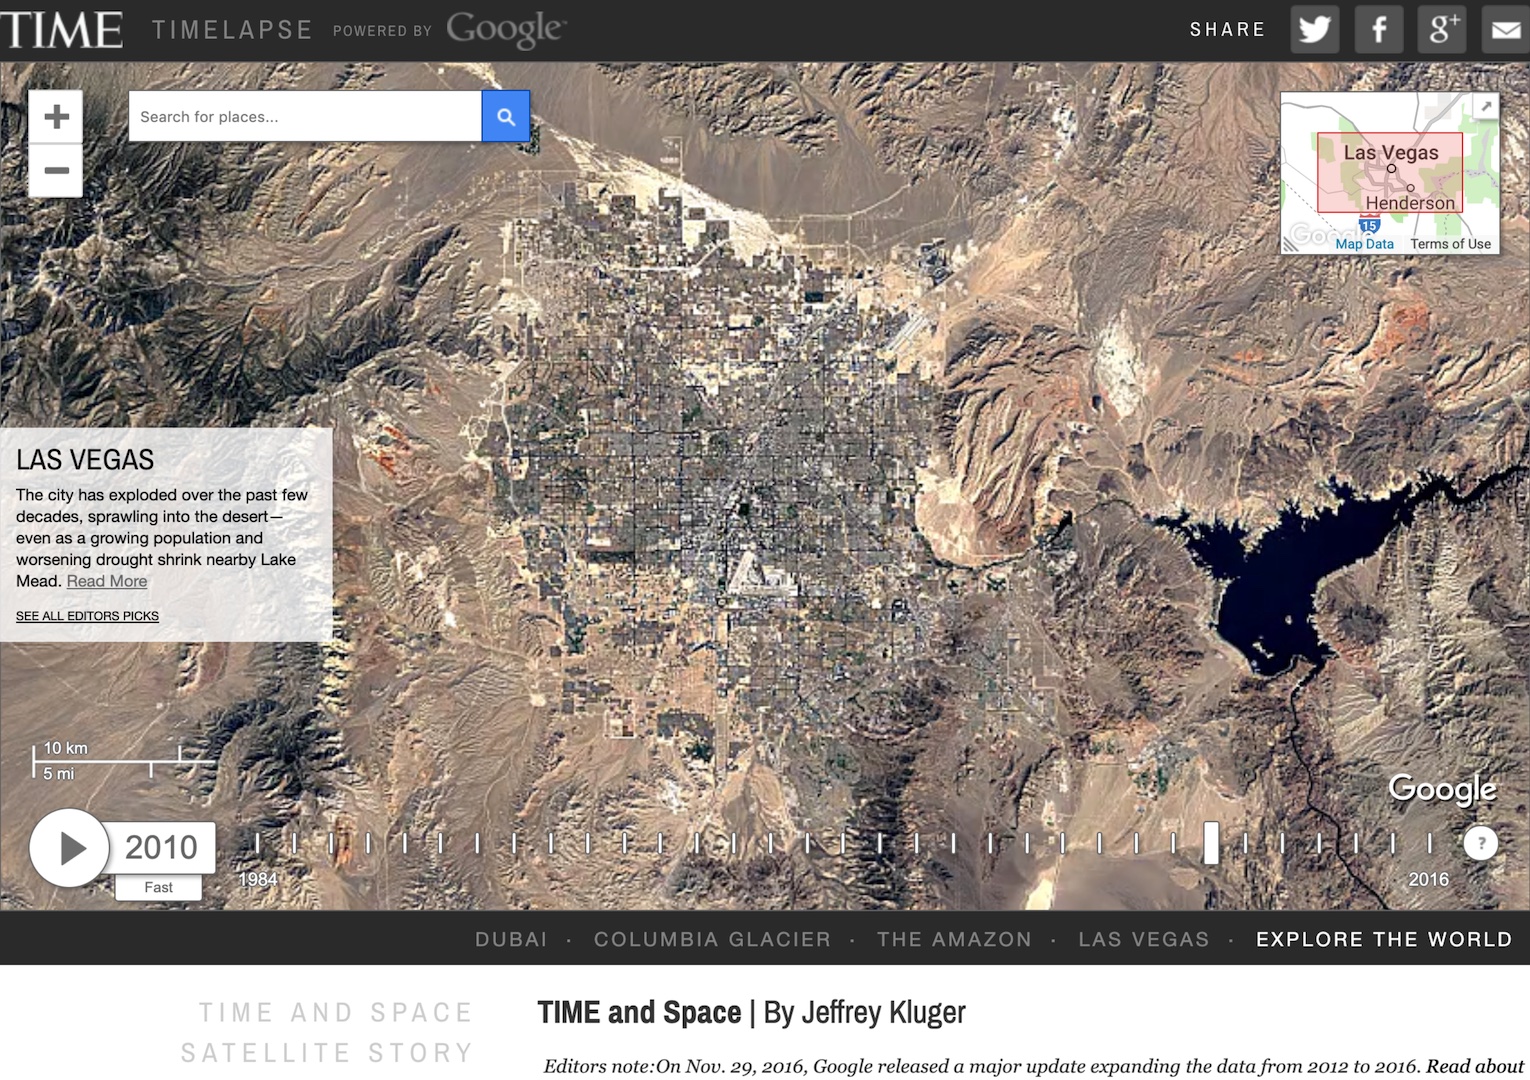 TIME TIMELAPSE POWERED BY Google SHARE
Search for places...
Las Vegas
Henderson
15
Google
Map Data Terms of Use
LAS VEGAS
The city has exploded over the past few
decades, sprawling into the desert—
even as a growing population and
worsening drought shrink nearby Lake
Mead. Read More
SEE ALL EDITORS PICKS
10 km
5 mi
Google
2010
Fast
1984
2016
?
DUBAI · COLUMBIA GLACIER · THE AMAZON · LAS VEGAS · EXPLORE THE WORLD
TIME AND SPACE
SATELLITE STORY
TIME and Space | By Jeffrey Kluger
Editors note:On Nov. 29, 2016, Google released a major update expanding the data from 2012 to 2016. Read about